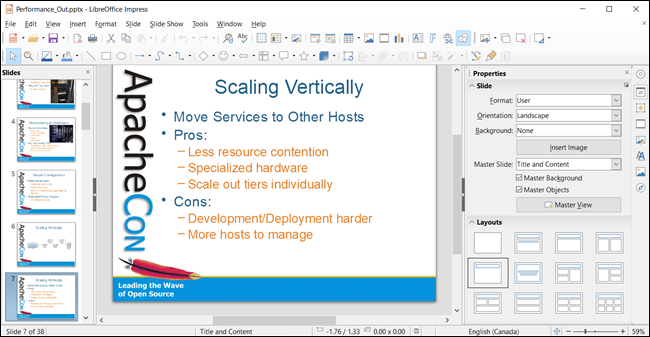 Performance_Out.pptx - LibreOffice Impress
File Edit View Insert Format Slide Slide Show Tools Window Help
Slides
4
5
6
Scaling Vertically
7
Scaling Vertically
ApacheCon
Scaling Vertically
• Move Services to Other Hosts
• Pros:
– Less resource contention
– Specialized hardware
– Scale out tiers individually
• Cons:
– Development/Deployment harder
– More hosts to manage
Leading the Wave
of Open Source
Properties
Slide
Format: User
Orientation: Landscape
Background: None
Insert Image
Master Slide: Title and Content
Master Background
Master Objects
Master View
Layouts
Slide 7 of 38
Title and Content
-1.76 / 1.33
0.00 x 0.00
English (Canada)
59%